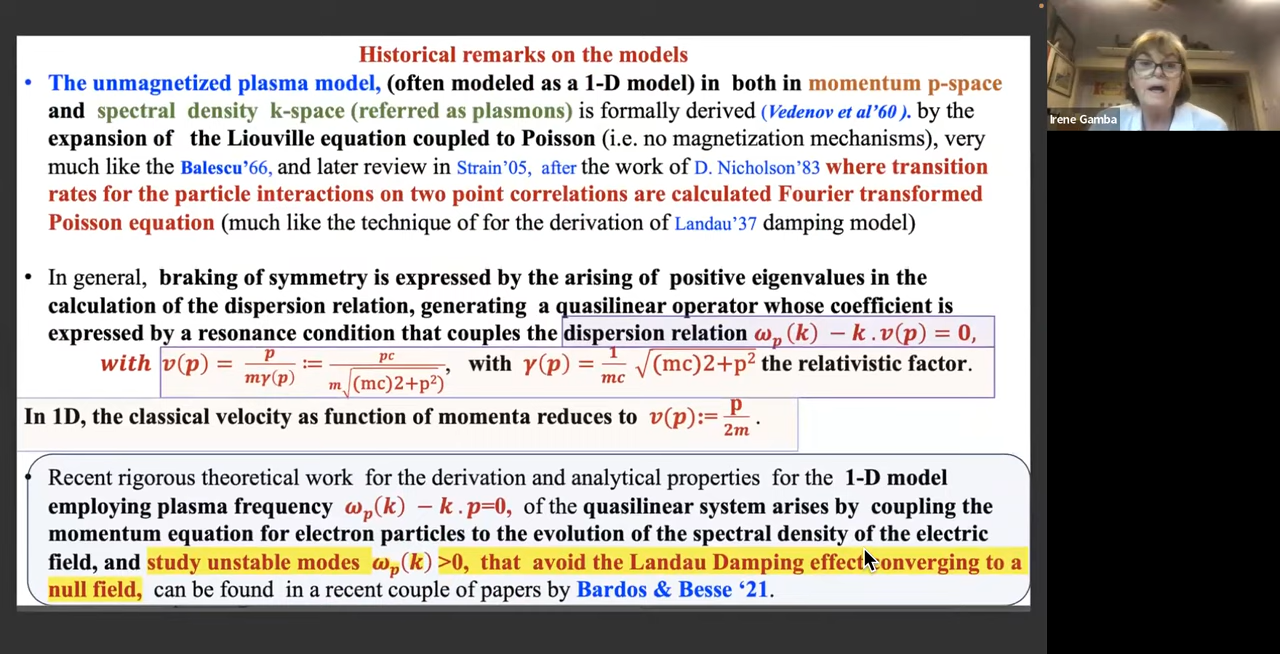 Historical remarks on the models
• The unmagnetized plasma model, (often modeled as a 1-D model) in both in momentum p-space
and spectral density k-space (referred as plasmons) is formally derived (Vedenov et al'60 ). by the
expansion of the Liouville equation coupled to Poisson (i.e. no magnetization mechanisms), very
much like the Balescu'66, and later review in Strain'05, after the work of D. Nicholson'83 where transition
rates for the particle interactions on two point correlations are calculated Fourier transformed
Poisson equation (much like the technique of for the derivation of Landau'37 damping model)
• In general, braking of symmetry is expressed by the arising of positive eigenvalues in the
calculation of the dispersion relation, generating a quasilinear operator whose coefficient is
expressed by a resonance condition that couples the dispersion relation ωp(k) − k . v(p) = 0,
with v(p) = p/mγ(p) := pc/m√(mc)2+p²) , with γ(p) = 1/mc √(mc)2+p² the relativistic factor.
In 1D, the classical velocity as function of momenta reduces to v(p):= p/2m .
• Recent rigorous theoretical work for the derivation and analytical properties for the 1-D model
employing plasma frequency ωp(k) − k . p=0, of the quasilinear system arises by coupling the
momentum equation for electron particles to the evolution of the spectral density of the electric
field, and study unstable modes ωp(k) >0, that avoid the Landau Damping effect converging to a
null field, can be found in a recent couple of papers by Bardos & Besse '21.
Irene Gamba